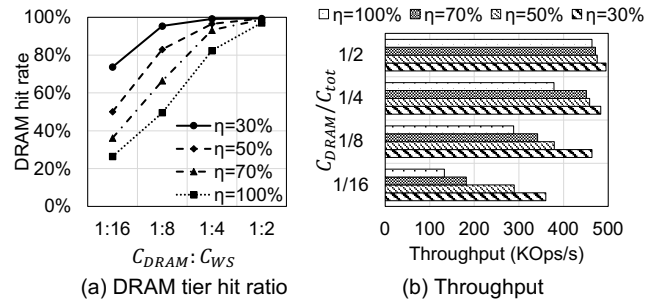 100%
80%
60%
40%
20%
0%
DRAM hit rate
η=30%
η=50%
η=70%
η=100%
1:16 1:8 1:4 1:2
C_DRAM: C_WS
(a) DRAM tier hit ratio
η=100% η=70% η=50% η=30%
C_DRAM/C_tot
1/2
1/4
1/8
1/16
0 100 200 300 400 500
Throughput (KOps/s)
(b) Throughput